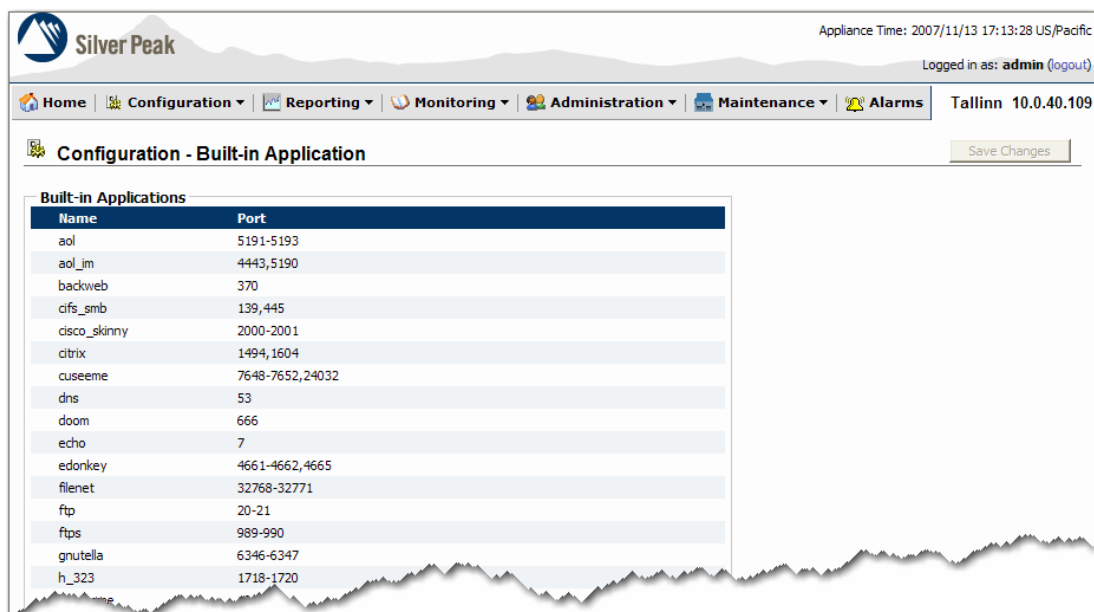 Silver Peak
Appliance Time: 2007/11/13 17:13:28 US/Pacific
Logged in as: admin (logout)
Home Configuration Reporting Monitoring Administration Maintenance Alarms Tallinn 10.0.40.109
Configuration - Built-in Application Save Changes
Built-in Applications
Name Port
aol 5191-5193
aol_im 4443,5190
backweb 370
cifs_smb 139,445
cisco_skinny 2000-2001
citrix 1494,1604
cuseeme 7648-7652,24032
dns 53
doom 666
echo 7
edonkey 4661-4662,4665
filenet 32768-32771
ftp 20-21
ftps 989-990
gnutella 6346-6347
h_323 1718-1720